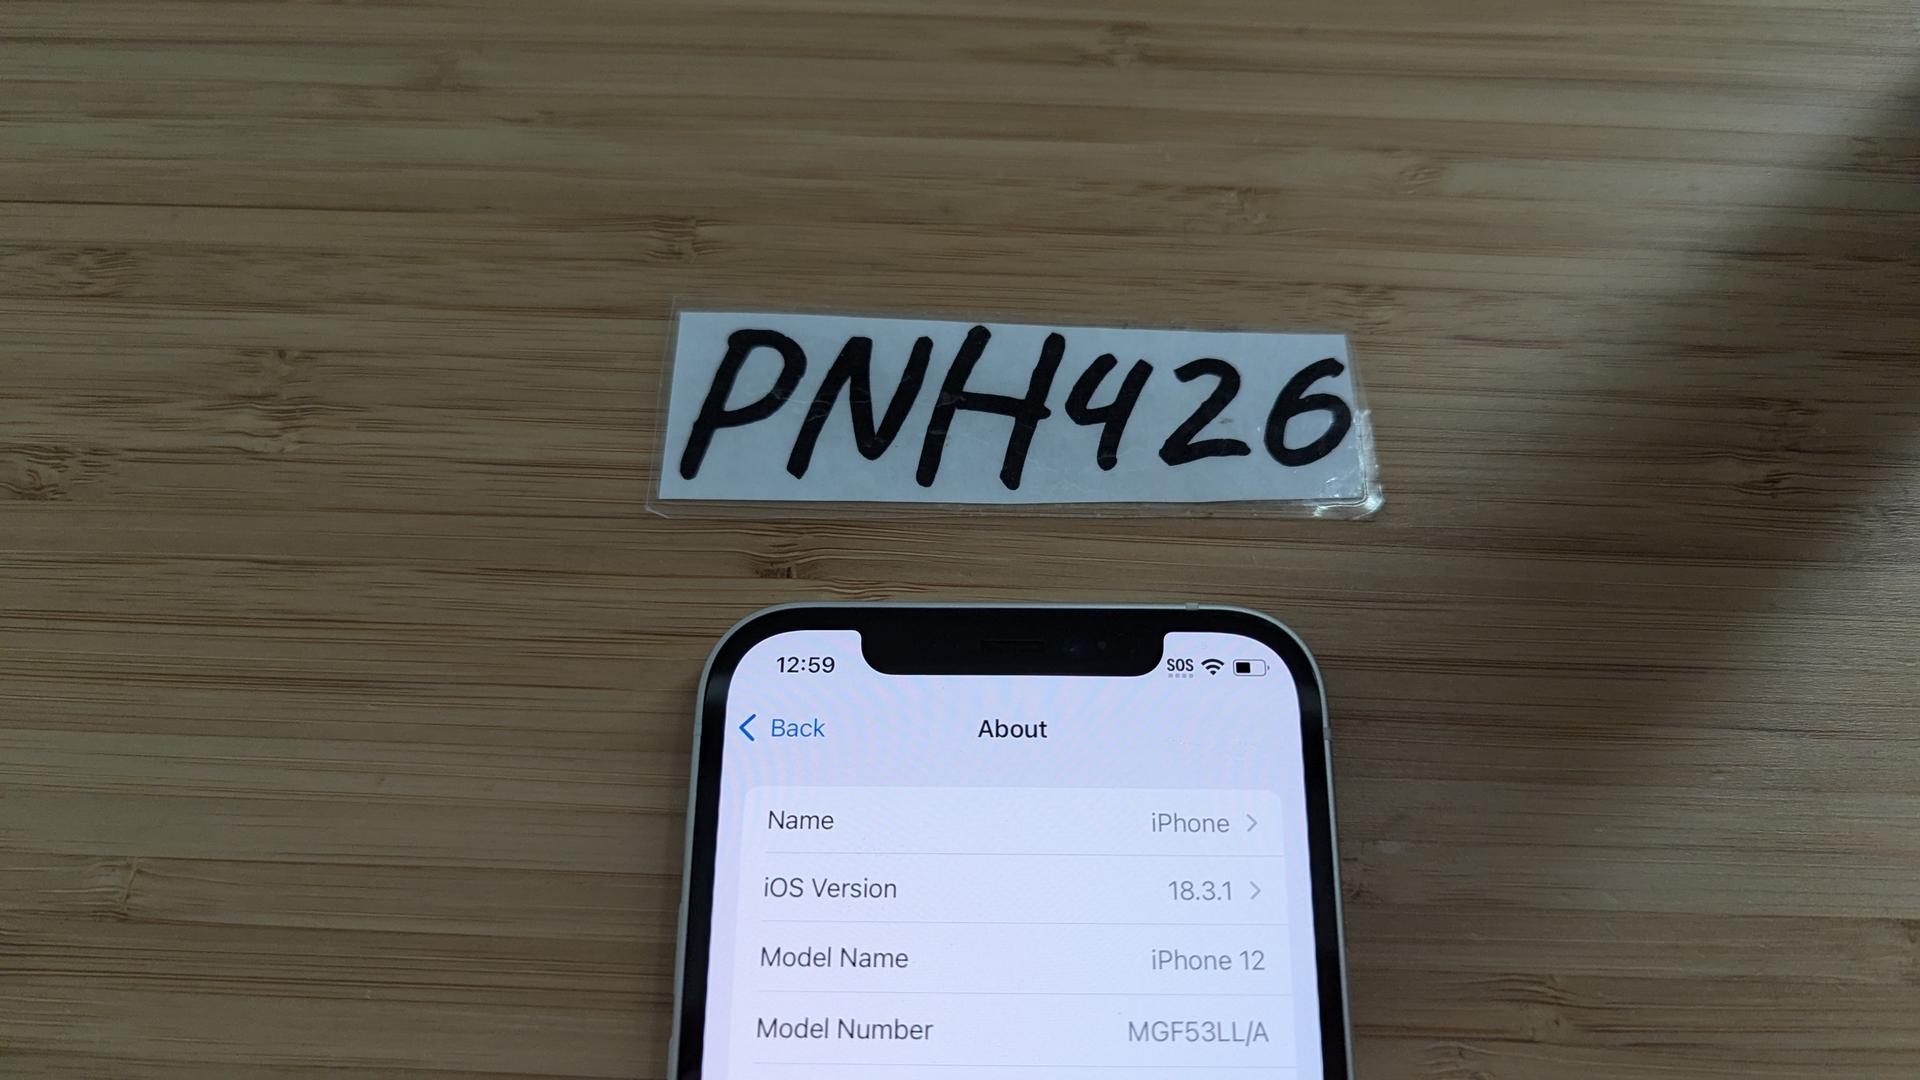 PNH426
12:59 SOS
Back About
Name iPhone
iOS Version 18.3.1
Model Name iPhone 12
Model Number MGF53LL/A